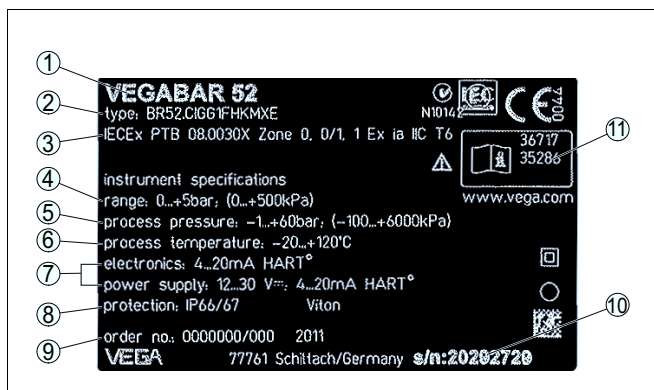 1
VEGABAR 52
2
type: BR52.CIGG1FHKMXE
N10142
IEC
CE 0044
3
IECEx PTB 08.0030X Zone 0, 0/1, 1 Ex ia IIC T6
36717
35286
11
i
www.vega.com
instrument specifications
4
range: 0...+5bar; (0...+500kPa)
5
process pressure: -1...+60bar; (-100...+6000kPa)
6
process temperature: -20...+120°C
7
electronics: 4...20mA HART®
power supply: 12...30 V⎓; 4...20mA HART®
8
protection: IP66/67 Viton
9
order no.: 0000000/000 2011
10
VEGA 77761 Schiltach/Germany s/n:20202720